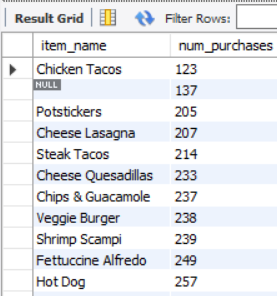 Result Grid Filter Rows:
item_name num_purchases
Chicken Tacos 123
NULL 137
Potstickers 205
Cheese Lasagna 207
Steak Tacos 214
Cheese Quesadillas 233
Chips & Guacamole 237
Veggie Burger 238
Shrimp Scampi 239
Fettuccine Alfredo 249
Hot Dog 257